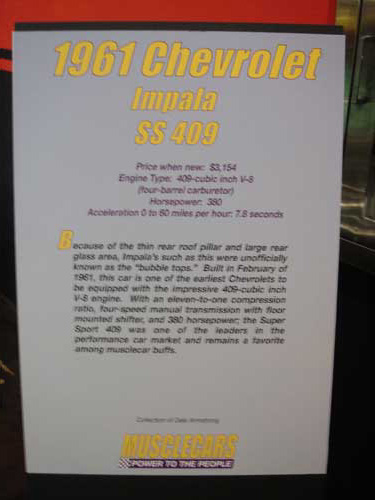 1961 Chevrolet
Impala
SS 409
Price when new: $3,154
Engine Type: 409-cubic inch V-8
(four-barrel carburetor)
Horsepower: 380
Acceleration 0 to 60 miles per hour: 7.8 seconds
Because of the thin rear roof pillar and large rear
glass area, Impala's such as this were unofficially
known as the "bubble tops." Built in February of
1961, this car is one of the earliest Chevrolets to
be equipped with the impressive 409-cubic inch
V-8 engine. With an eleven-to-one compression
ratio, four-speed manual transmission with floor
mounted shifter, and 380 horsepower; the Super
Sport 409 was one of the leaders in the
performance car market and remains a favorite
among musclecar buffs.
Collection of Dale Armstrong
MUSCLECARS
POWER TO THE PEOPLE